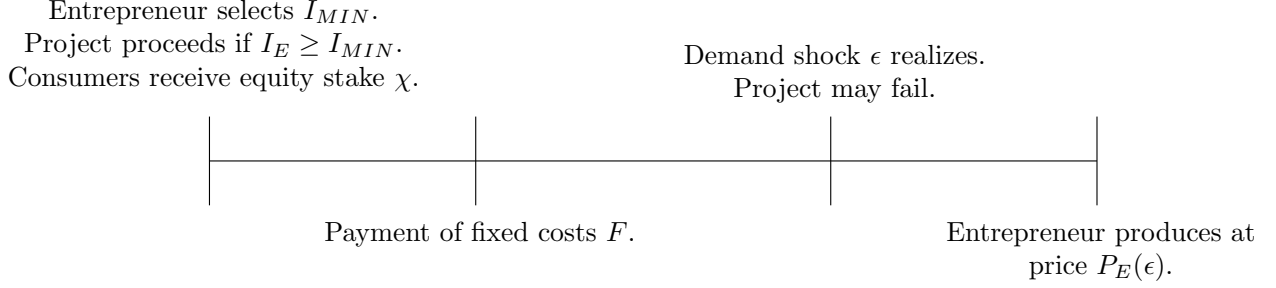 Entrepreneur selects $I_{MIN}$.
Project proceeds if $I_E \geq I_{MIN}$.
Consumers receive equity stake $\chi$.
Payment of fixed costs $F$.
Demand shock $\epsilon$ realizes.
Project may fail.
Entrepreneur produces at
price $P_E(\epsilon)$.